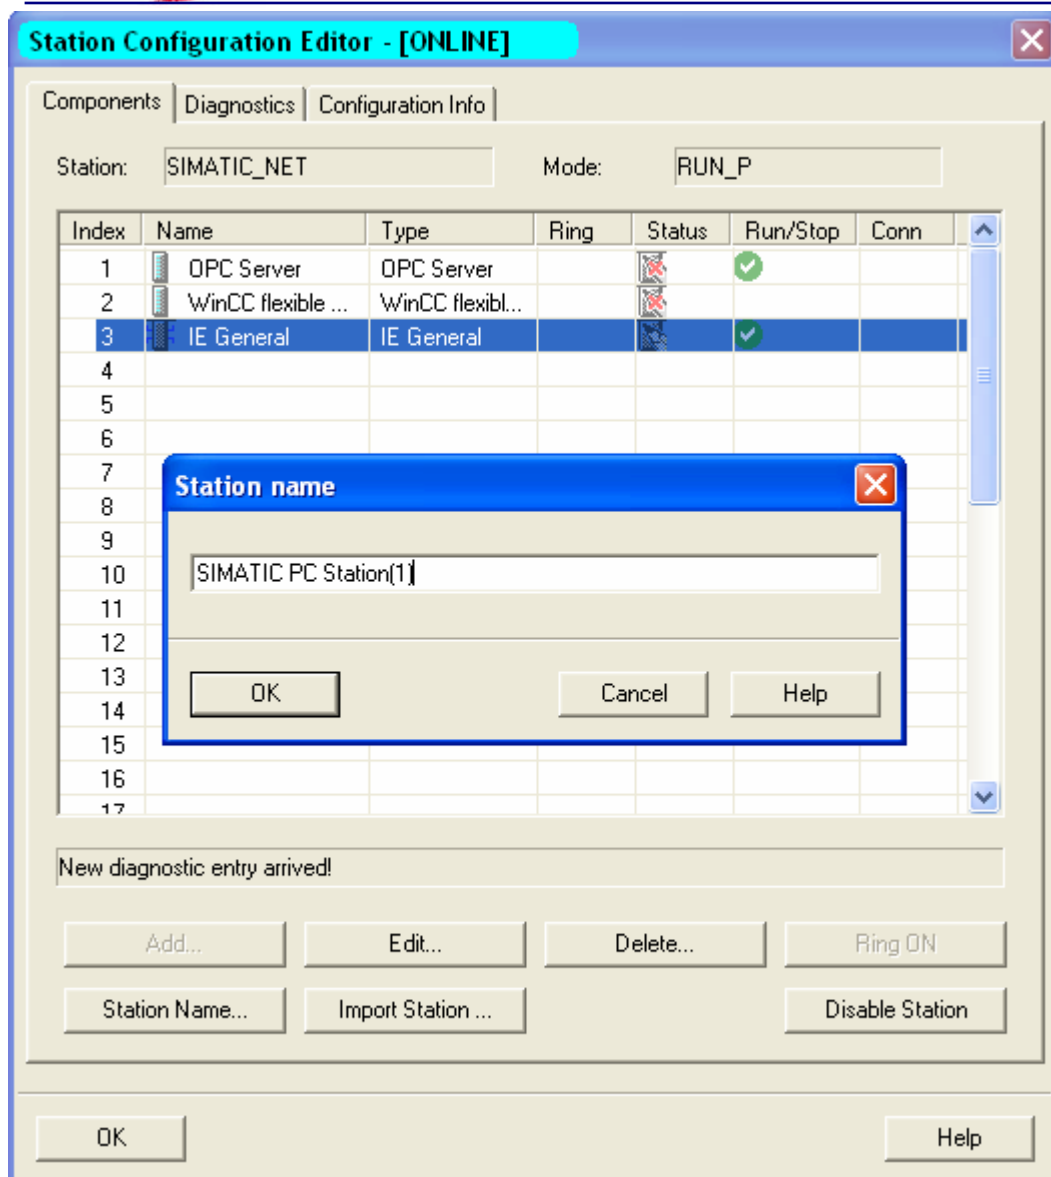 Station Configuration Editor - [ONLINE]
Components Diagnostics Configuration Info
Station: SIMATIC_NET Mode: RUN_P
Index Name Type Ring Status Run/Stop Conn
1 OPC Server OPC Server
2 WinCC flexible ... WinCC flexibl...
3 IE General IE General
4
5
6
7
Station name
8
9
10 SIMATIC PC Station(1)
11
12
13
OK Cancel Help
14
15
16
17
New diagnostic entry arrived!
Add... Edit... Delete... Ring ON
Station Name... Import Station ... Disable Station
OK Help